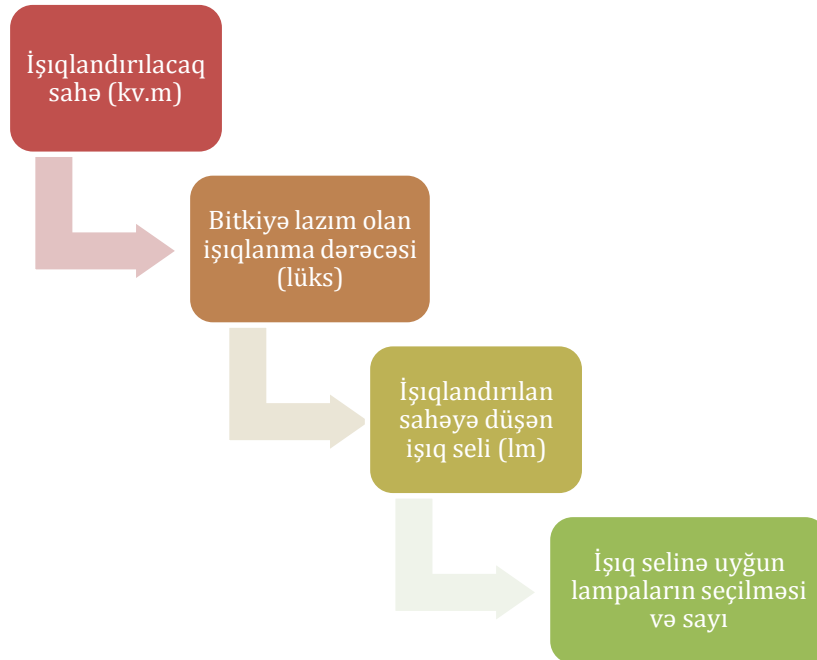 İşıqlandırılacaq
sahə (kv.m)
Bitkiyə lazım olan
işıqlanma dərəcəsi
(lüks)
İşıqlandırılan
sahəyə düşən
işıq seli (lm)
İşıq selinə uyğun
lampaların seçilməsi
və sayı